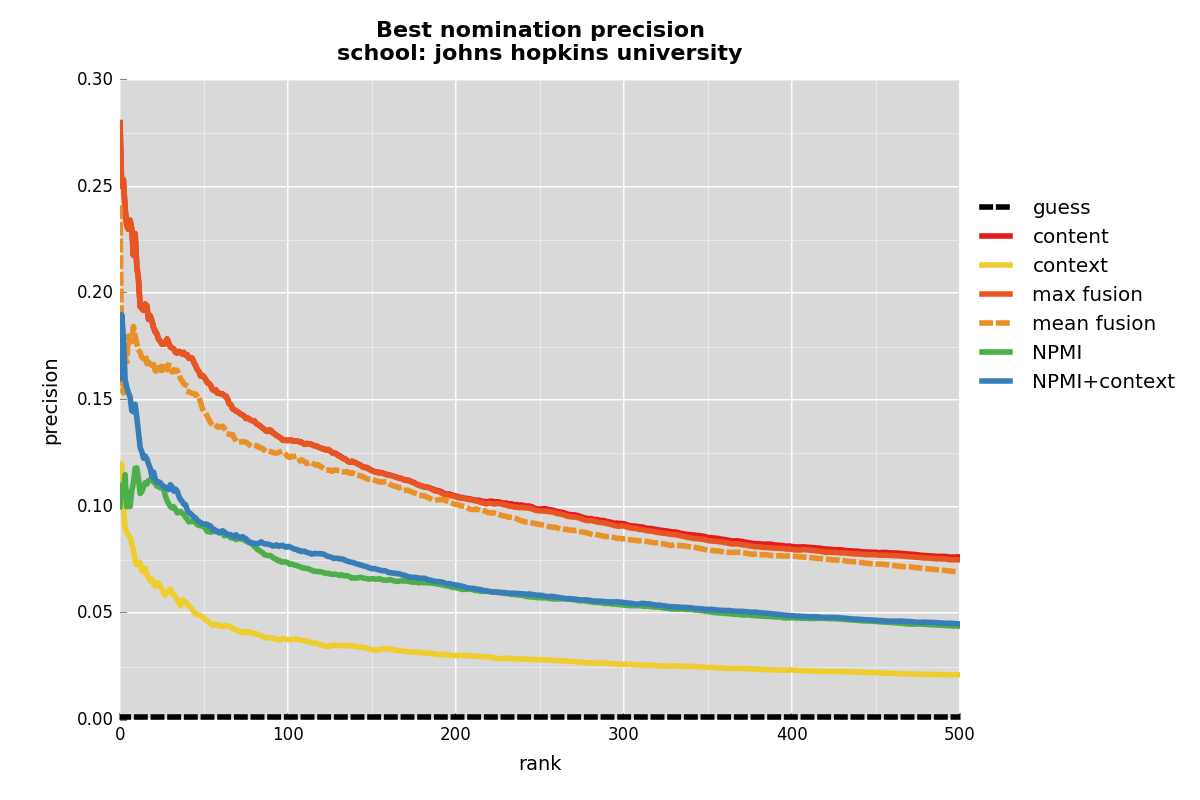 Best nomination precision
school: johns hopkins university
0.30
0.25
0.20
0.15
0.10
0.05
0.00
precision
0 100 200 300 400 500
rank
guess
content
context
max fusion
mean fusion
NPMI
NPMI+context